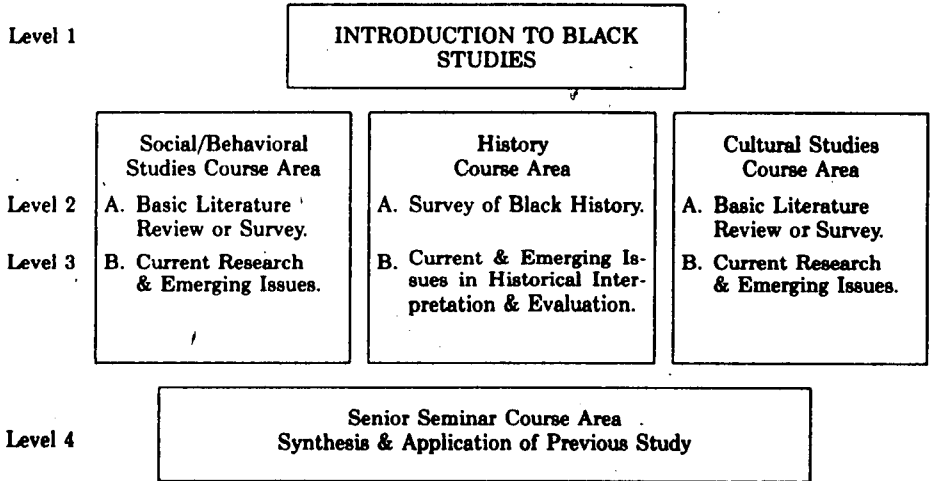 Level 1
INTRODUCTION TO BLACK
STUDIES
Social/Behavioral
Studies Course Area
History
Course Area
Cultural Studies
Course Area
Level 2
A. Basic Literature
Review or Survey.
A. Survey of Black History.
A. Basic Literature
Review or Survey.
Level 3
B. Current Research
& Emerging Issues.
B. Current & Emerging Is-
sues in Historical Inter-
pretation & Evaluation.
B. Current Research
& Emerging Issues.
Level 4
Senior Seminar Course Area
Synthesis & Application of Previous Study